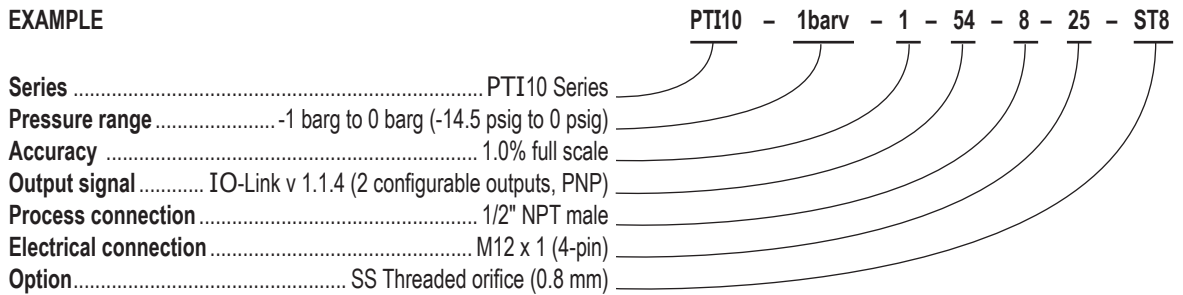 EXAMPLE PTI10 – 1barv – 1 – 54 – 8 – 25 – ST8
Series ............................................................................ PTI10 Series
Pressure range ...................... -1 barg to 0 barg (-14.5 psig to 0 psig)
Accuracy .................................................................... 1.0% full scale
Output signal ............ IO-Link v 1.1.4 (2 configurable outputs, PNP)
Process connection ................................................... 1/2" NPT male
Electrical connection ................................................ M12 x 1 (4-pin)
Option .................................................. SS Threaded orifice (0.8 mm)